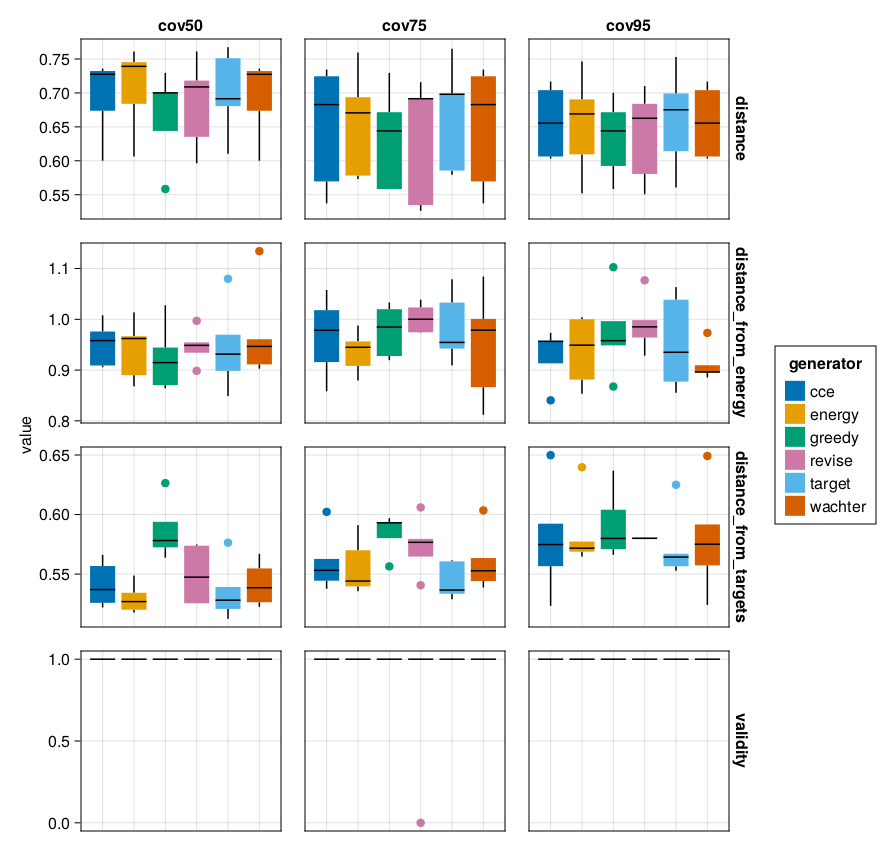 cov50 cov75 cov95
0.75
0.70
0.65
0.60
0.55
distance
1.1
1.0
0.9
0.8
distance_from_energy
value
0.65
0.60
0.55
distance_from_targets
1.0
0.5
0.0
validity
generator
cce
energy
greedy
revise
target
wachter